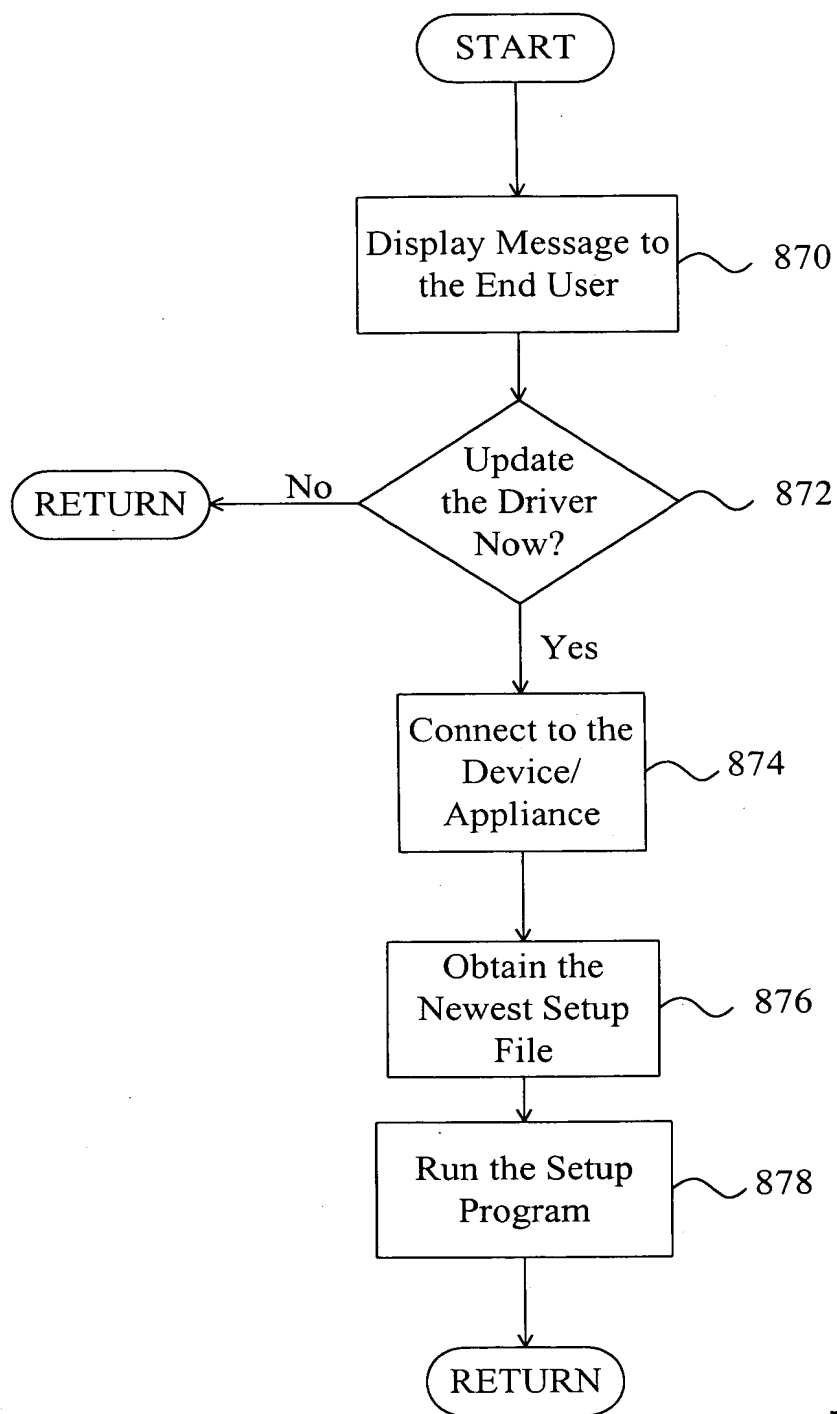 START
Display Message to
the End User
870
Update
the Driver
Now?
872
No
RETURN
Yes
Connect to the
Device/
Appliance
874
Obtain the
Newest Setup
File
876
Run the Setup
Program
878
RETURN